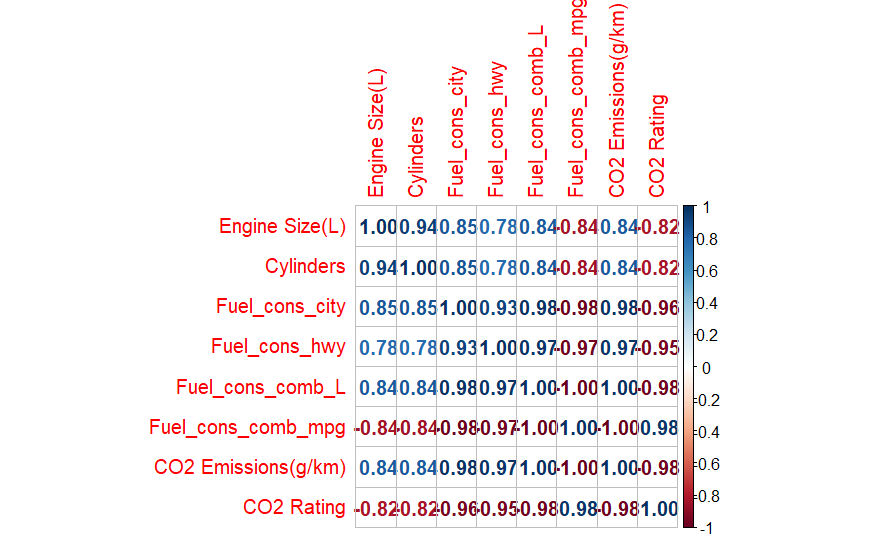 Engine Size(L)
Cylinders
Fuel_cons_city
Fuel_cons_hwy
Fuel_cons_comb_L
Fuel_cons_comb_mpg
CO2 Emissions(g/km)
CO2 Rating
Engine Size(L) 1.00 0.94 0.85 0.78 0.84 -0.84 0.84 -0.82
Cylinders 0.94 1.00 0.85 0.78 0.84 -0.84 0.84 -0.82
Fuel_cons_city 0.85 0.85 1.00 0.93 0.98 -0.98 0.98 -0.96
Fuel_cons_hwy 0.78 0.78 0.93 1.00 0.97 -0.97 0.97 -0.95
Fuel_cons_comb_L 0.84 0.84 0.98 0.97 1.00 -1.00 1.00 -0.98
Fuel_cons_comb_mpg -0.84 -0.84 -0.98 -0.97 -1.00 1.00 -1.00 0.98
CO2 Emissions(g/km) 0.84 0.84 0.98 0.97 1.00 -1.00 1.00 -0.98
CO2 Rating -0.82 -0.82 -0.96 -0.95 -0.98 0.98 -0.98 1.00
1
0.8
0.6
0.4
0.2
0
-0.2
-0.4
-0.6
-0.8
-1